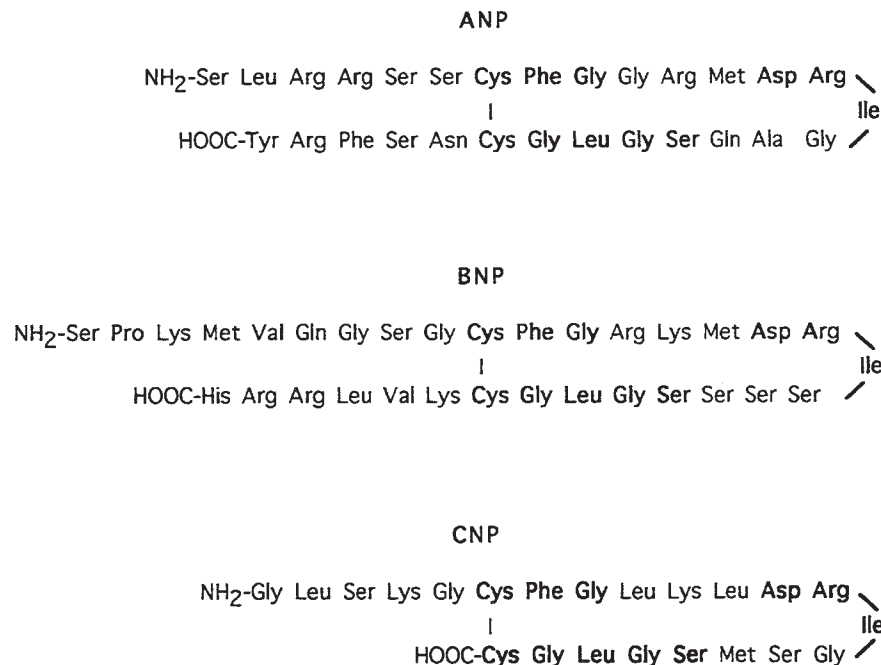 ANP
NH2-Ser Leu Arg Arg Ser Ser Cys Phe Gly Gly Arg Met Asp Arg
Ile
HOOC-Tyr Arg Phe Ser Asn Cys Gly Leu Gly Ser Gln Ala Gly
BNP
NH2-Ser Pro Lys Met Val Gln Gly Ser Gly Cys Phe Gly Arg Lys Met Asp Arg
Ile
HOOC-His Arg Arg Leu Val Lys Cys Gly Leu Gly Ser Ser Ser Ser
CNP
NH2-Gly Leu Ser Lys Gly Cys Phe Gly Leu Lys Leu Asp Arg
Ile
HOOC-Cys Gly Leu Gly Ser Met Ser Gly